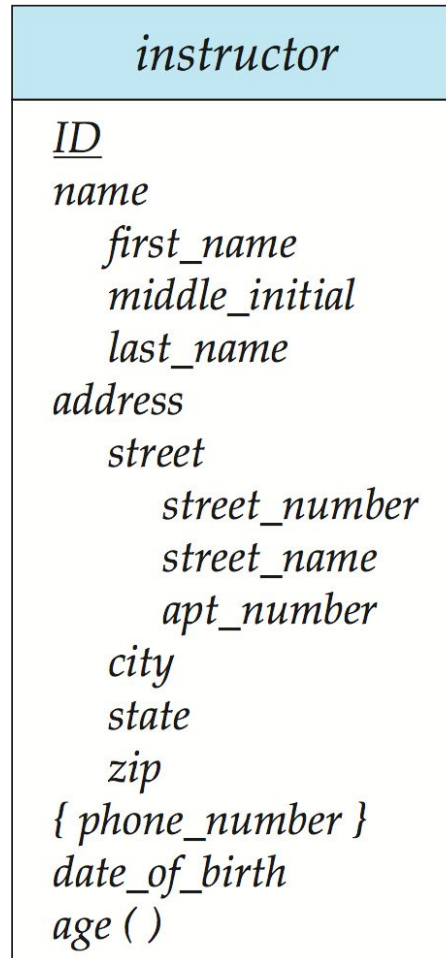 instructor
ID
name
first_name
middle_initial
last_name
address
street
street_number
street_name
apt_number
city
state
zip
{ phone_number }
date_of_birth
age ( )